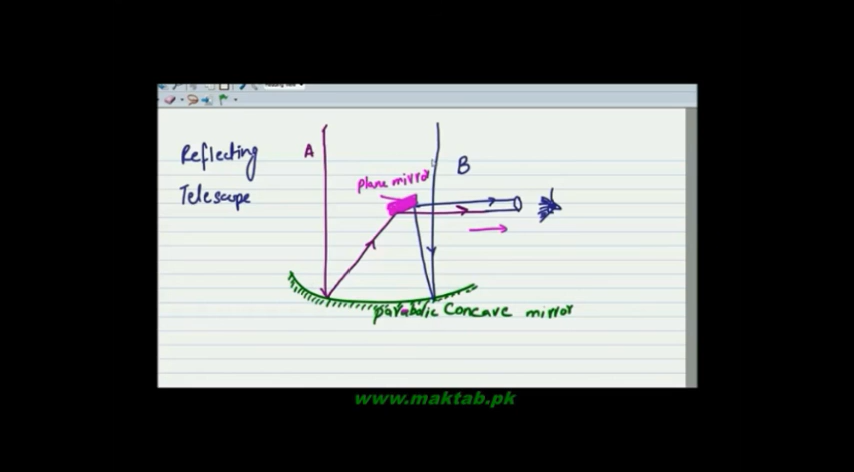 Reflecting
Telescope
A
B
plane mirror
parabolic Concave mirror
www.maktab.pk